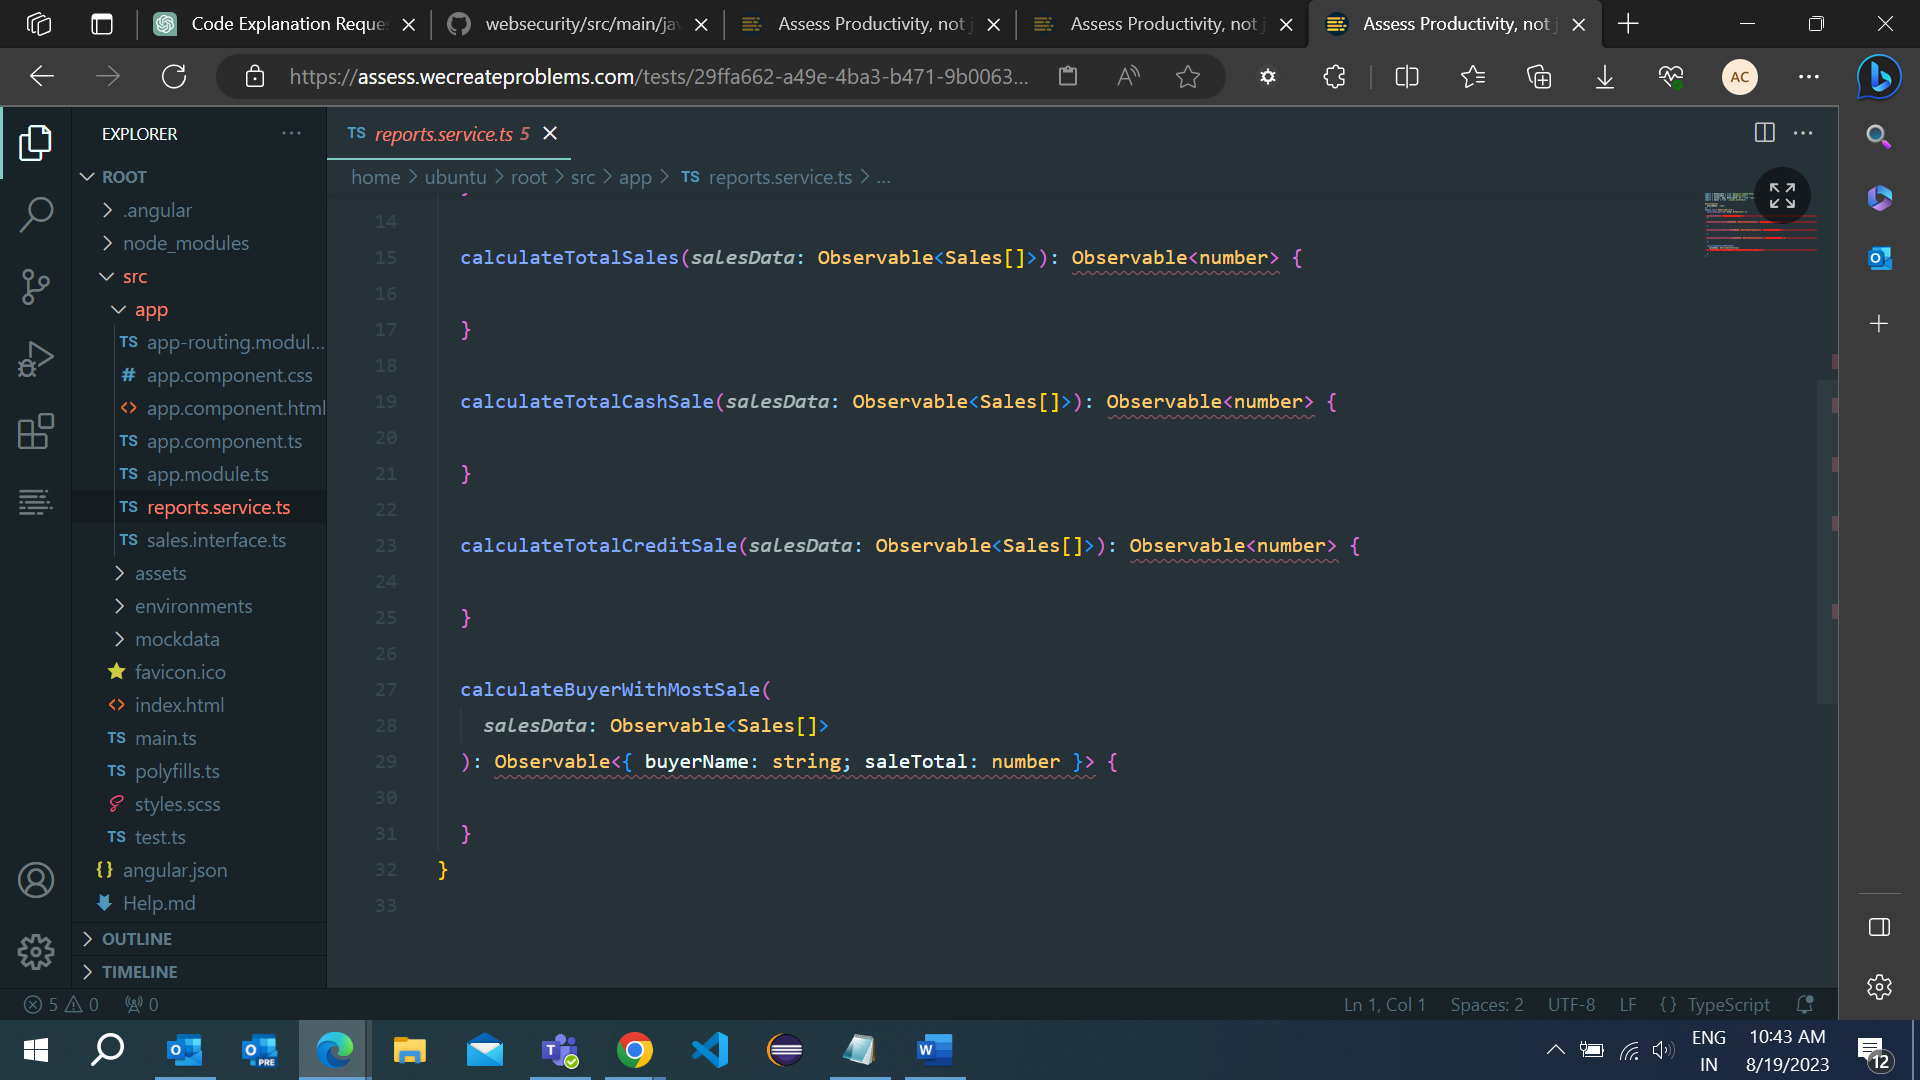 Code Explanation Reque
websecurity/src/main/jav
Assess Productivity, not j
Assess Productivity, not j
Assess Productivity, not j
https://assess.wecreateproblems.com/tests/29ffa662-a49e-4ba3-b471-9b0063...
AC
EXPLORER
TS reports.service.ts 5
ROOT
home > ubuntu > root > src > app > TS reports.service.ts > ...
.angular
node_modules
src
app
TS app-routing.modul...
# app.component.css
<> app.component.html
TS app.component.ts
TS app.module.ts
TS reports.service.ts
TS sales.interface.ts
assets
environments
mockdata
favicon.ico
<> index.html
TS main.ts
TS polyfills.ts
styles.scss
TS test.ts
{} angular.json
Help.md
OUTLINE
TIMELINE
14
15 calculateTotalSales(salesData: Observable<Sales[]>): Observable<number> {
16
17 }
18
19 calculateTotalCashSale(salesData: Observable<Sales[]>): Observable<number> {
20
21 }
22
23 calculateTotalCreditSale(salesData: Observable<Sales[]>): Observable<number> {
24
25 }
26
27 calculateBuyerWithMostSale(
28 salesData: Observable<Sales[]>
29 ): Observable<{ buyerName: string; saleTotal: number }> {
30
31 }
32 }
33
5 0 0
Ln 1, Col 1 Spaces: 2 UTF-8 LF {} TypeScript
ENG
IN
10:43 AM
8/19/2023
12